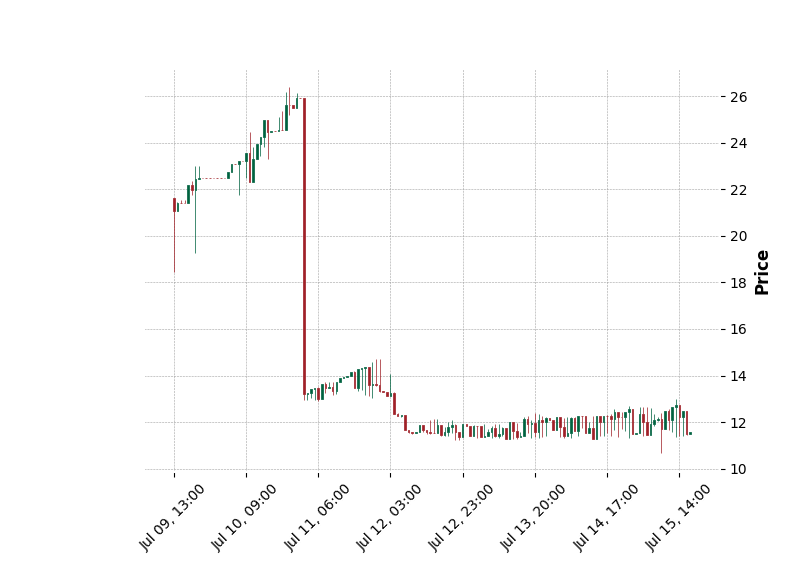 26
24
22
20
18
16
14
12
10
Price
Jul 09, 13:00
Jul 10, 09:00
Jul 11, 06:00
Jul 12, 03:00
Jul 12, 23:00
Jul 13, 20:00
Jul 14, 17:00
Jul 15, 14:00